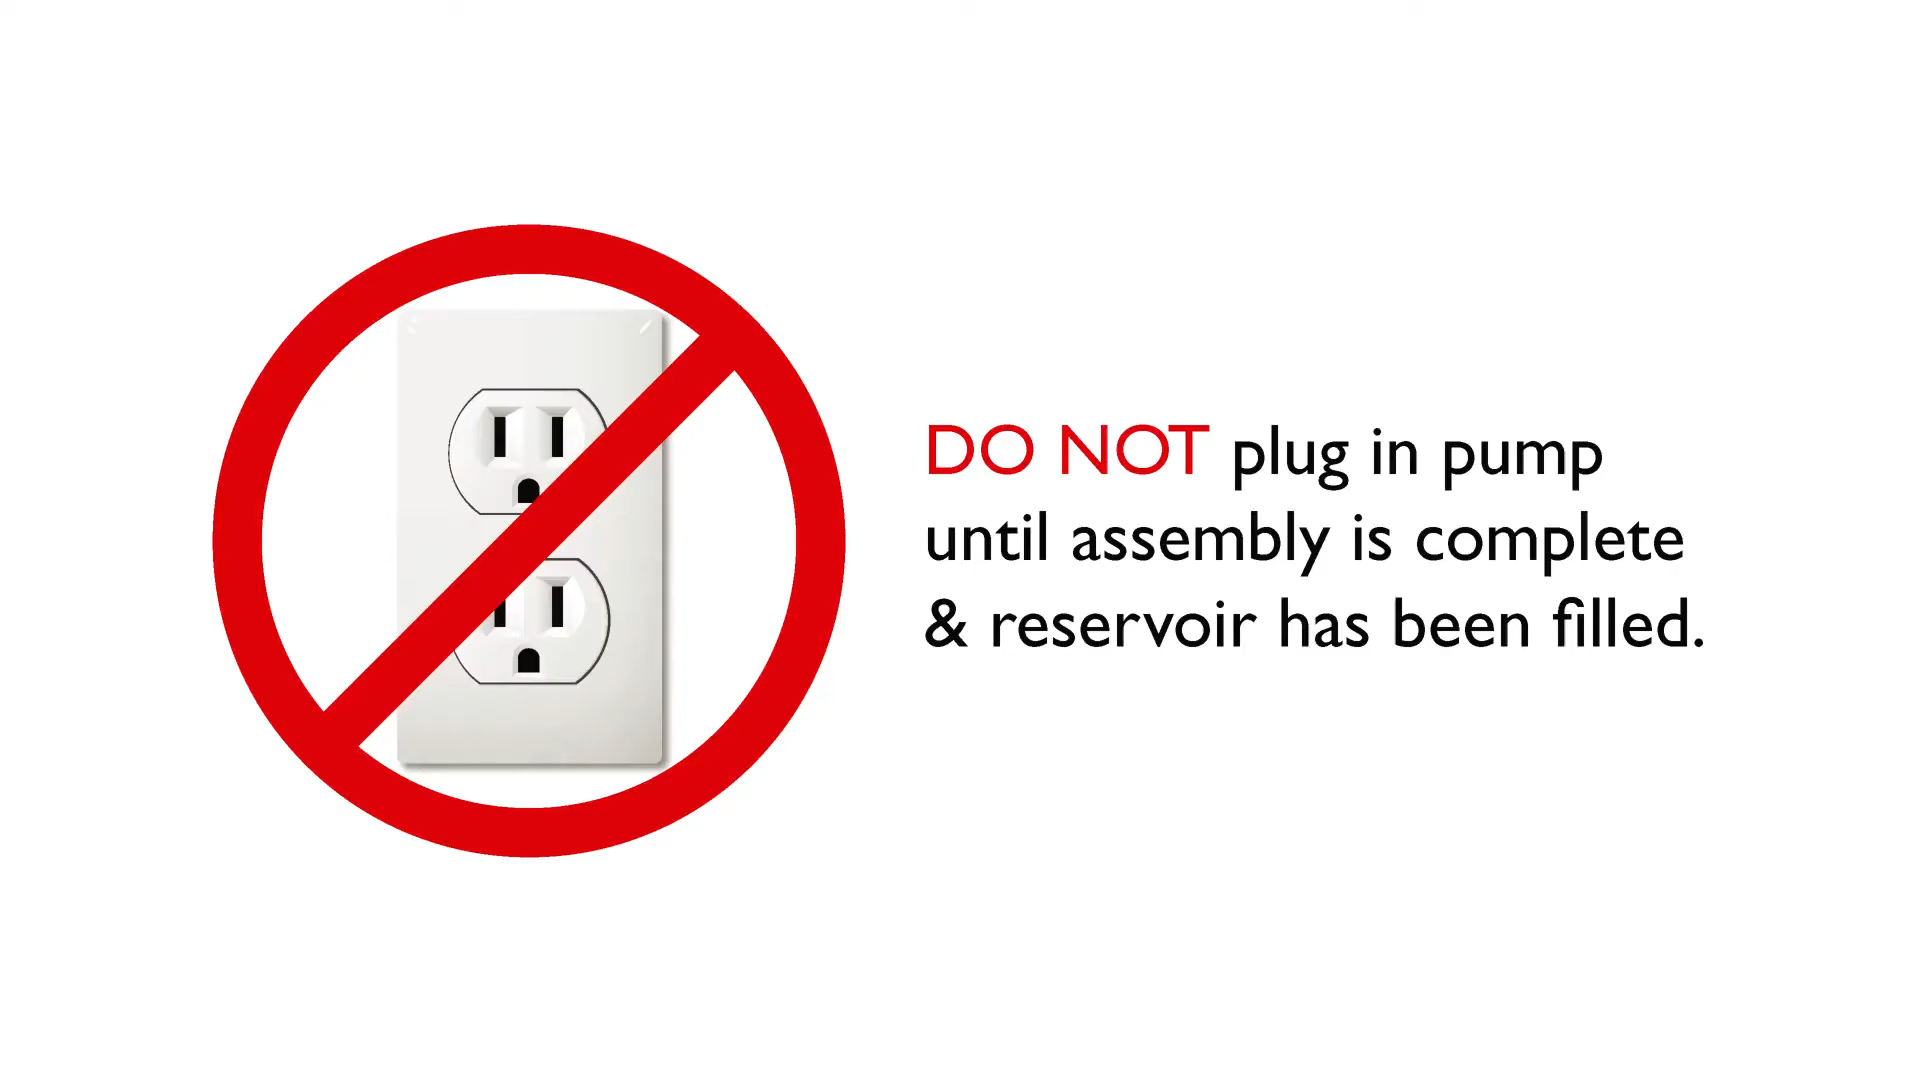 DO NOT plug in pump
until assembly is complete
& reservoir has been filled.